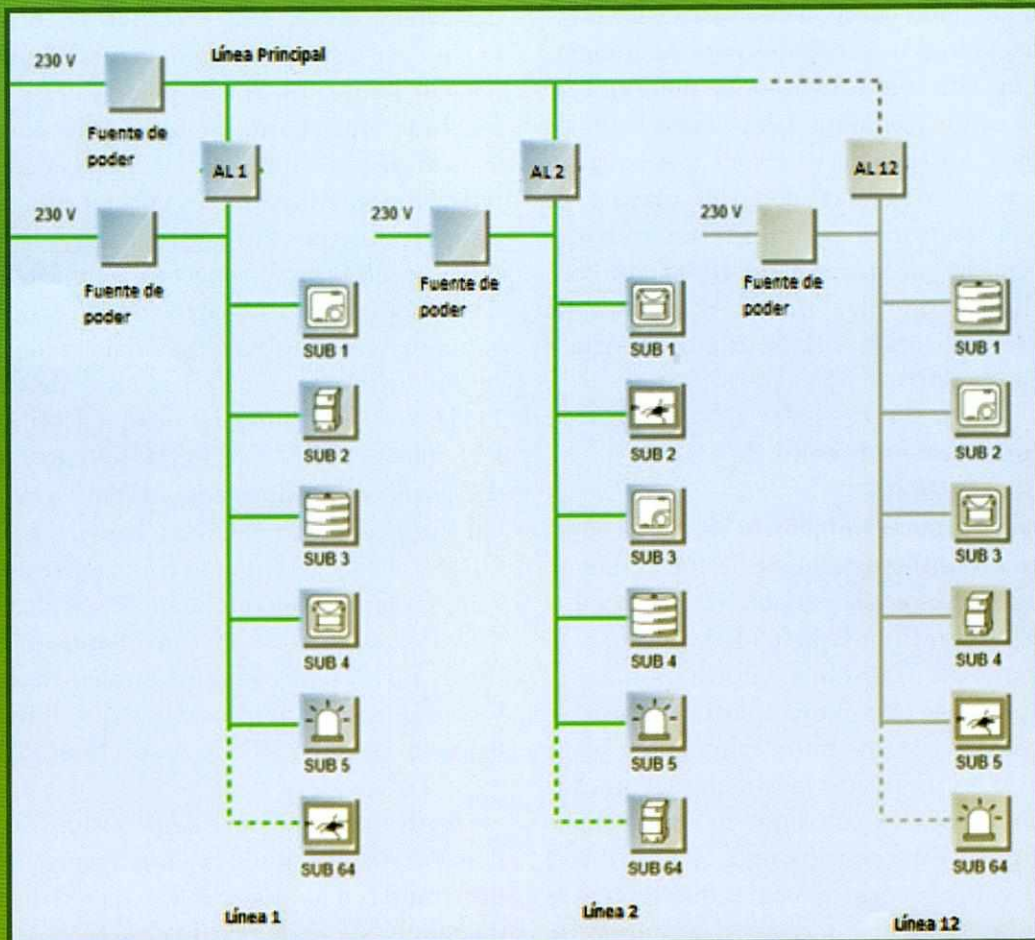 230 V
Línea Principal
Fuente de
poder
AL 1
AL 2
AL 12
230 V
230 V
230 V
Fuente de
poder
Fuente de
poder
Fuente de
poder
SUB 1
SUB 1
SUB 1
SUB 2
SUB 2
SUB 2
SUB 3
SUB 3
SUB 3
SUB 4
SUB 4
SUB 4
SUB 5
SUB 5
SUB 5
SUB 64
SUB 64
SUB 64
Línea 1
Línea 2
Línea 12